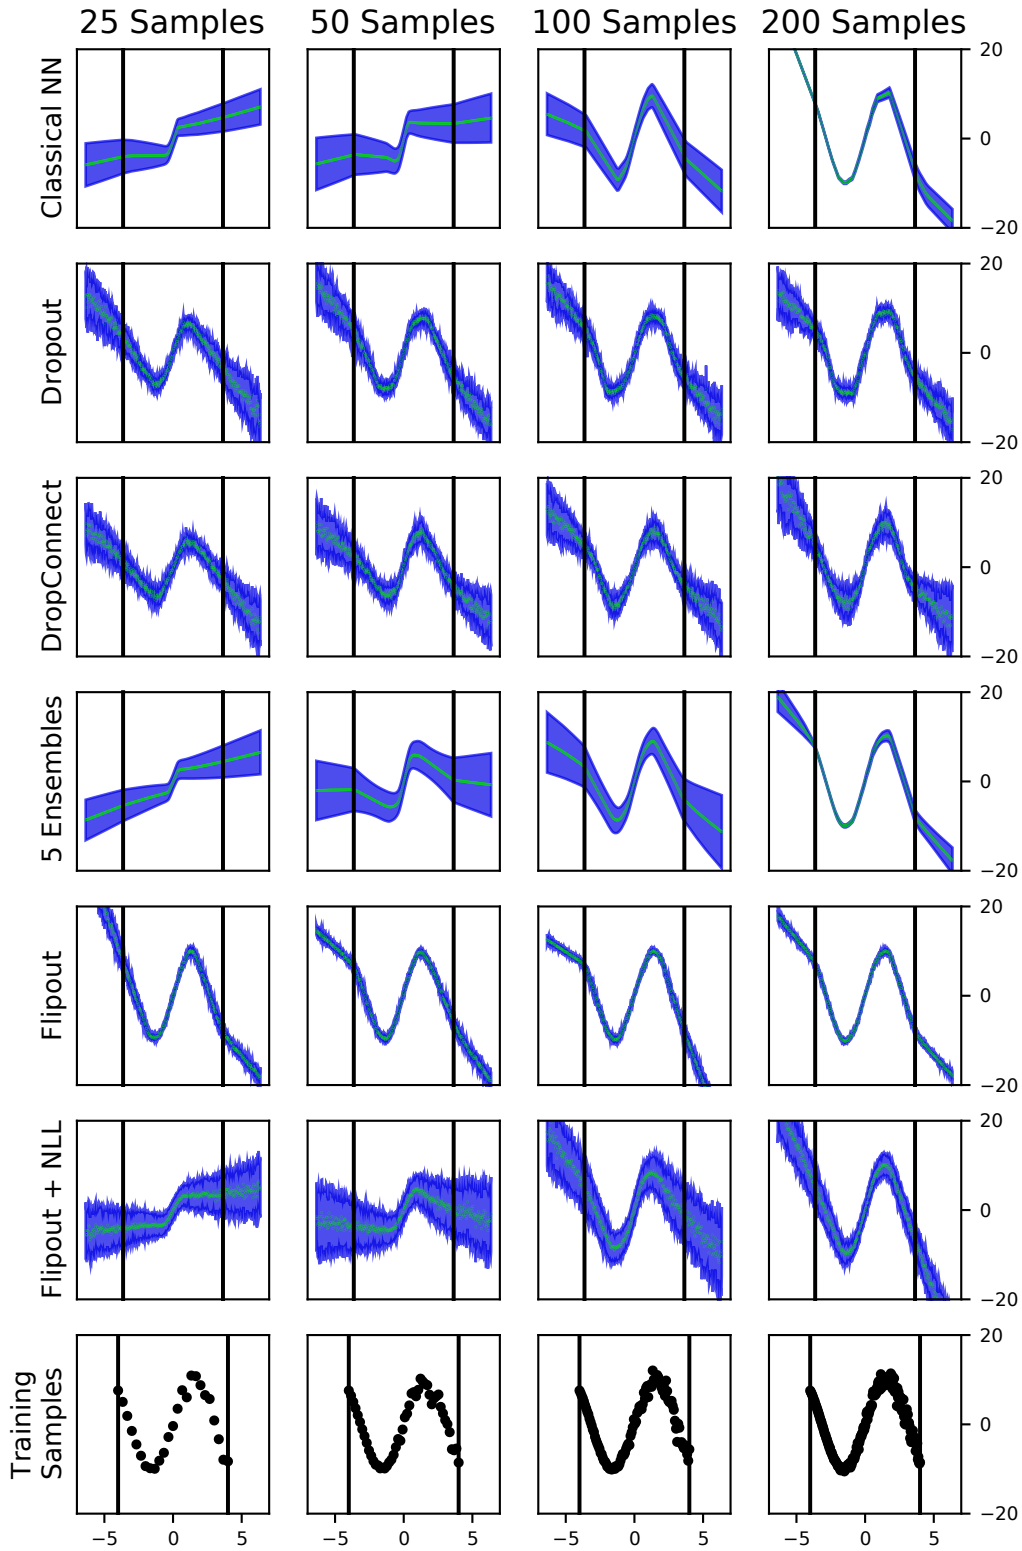 25 Samples 50 Samples 100 Samples 200 Samples
Classical NN
20
0
−20
Dropout
20
0
−20
DropConnect
20
0
−20
5 Ensembles
20
0
−20
Flipout
20
0
−20
Flipout + NLL
20
0
−20
Training
Samples
20
0
−20
−5 0 5 −5 0 5 −5 0 5 −5 0 5